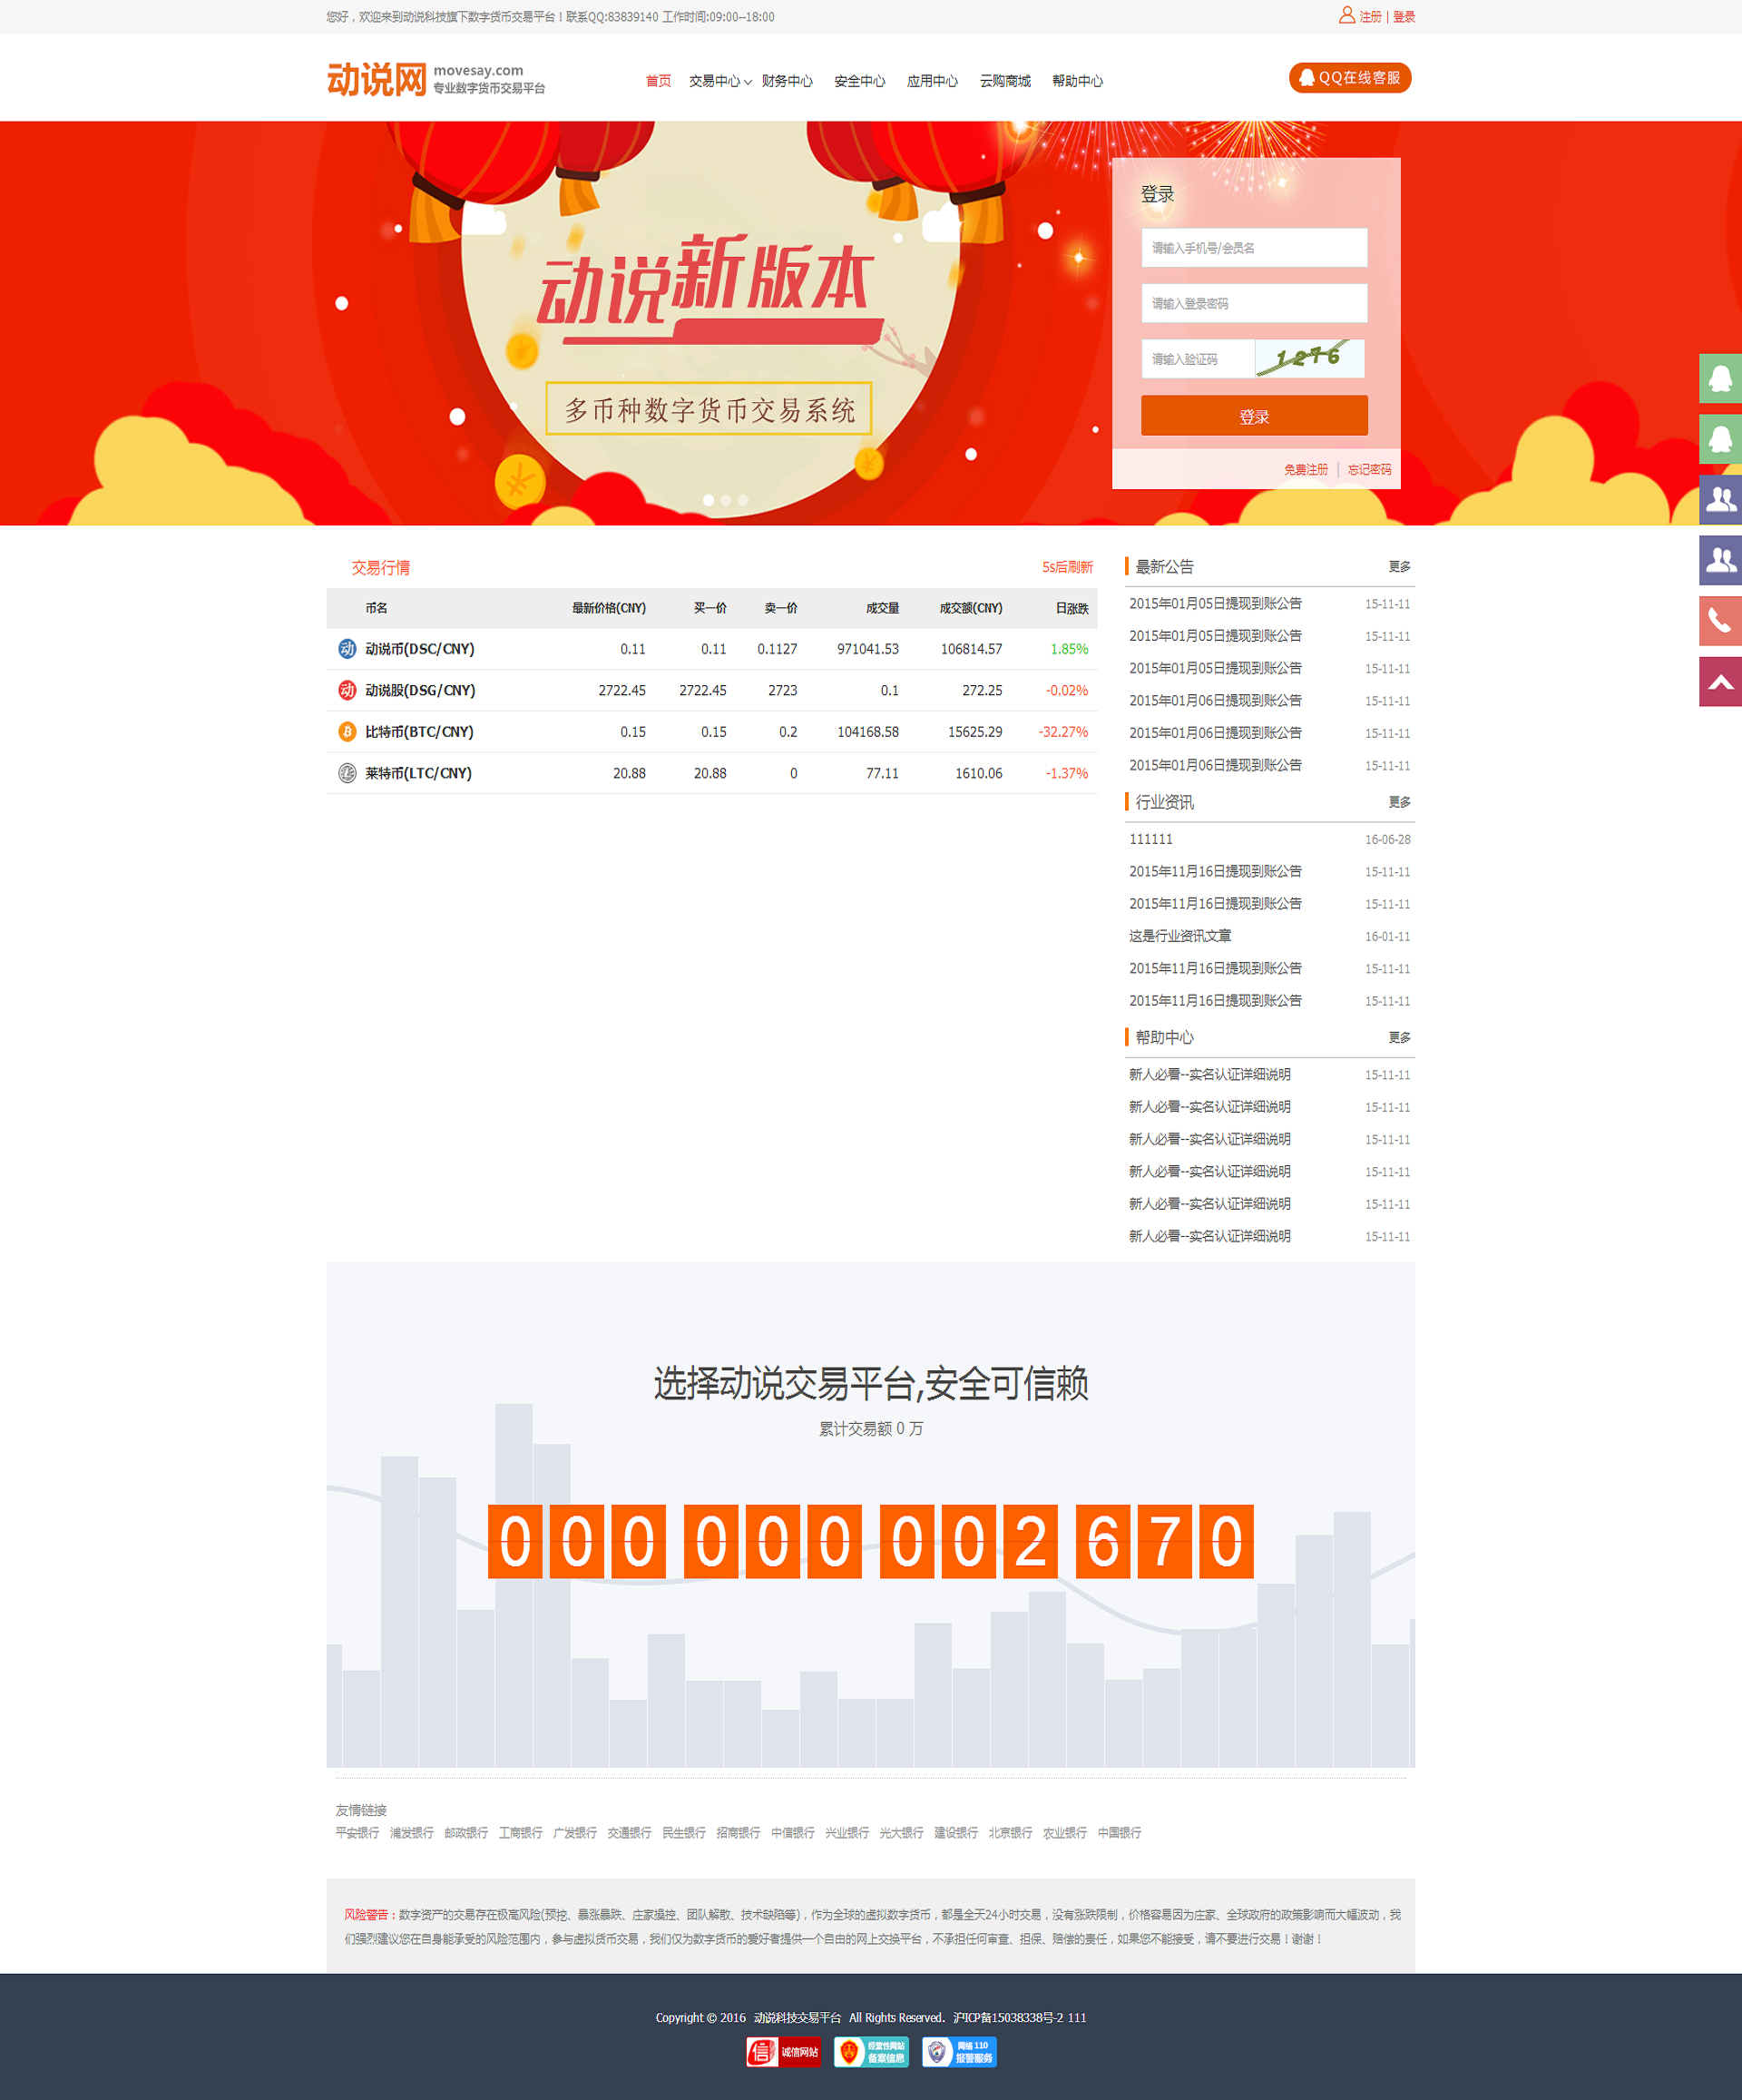 您好，欢迎来到动说科技旗下数字货币交易平台！联系QQ:83839140 工作时间:09:00--18:00
注册 | 登录
动说网 movesay.com
专业数字货币交易平台
首页 交易中心 财务中心 安全中心 应用中心 云购商城 帮助中心
QQ在线客服
动说新版本
多币种数字货币交易系统
登录
请输入手机号/会员名
请输入登录密码
请输入验证码 1276
登录
免费注册 | 忘记密码
交易行情 5s后刷新
币名 最新价格(CNY) 买一价 卖一价 成交量 成交额(CNY) 日涨跌
动 动说币(DSC/CNY) 0.11 0.11 0.1127 971041.53 106814.57 1.85%
动 动说股(DSG/CNY) 2722.45 2722.45 2723 0.1 272.25 -0.02%
比特币(BTC/CNY) 0.15 0.15 0.2 104168.58 15625.29 -32.27%
莱特币(LTC/CNY) 20.88 20.88 0 77.11 1610.06 -1.37%
最新公告 更多
2015年01月05日提现到账公告 15-11-11
2015年01月05日提现到账公告 15-11-11
2015年01月05日提现到账公告 15-11-11
2015年01月06日提现到账公告 15-11-11
2015年01月06日提现到账公告 15-11-11
2015年01月06日提现到账公告 15-11-11
行业资讯 更多
111111 16-06-28
2015年11月16日提现到账公告 15-11-11
2015年11月16日提现到账公告 15-11-11
这是行业资讯文章 16-01-11
2015年11月16日提现到账公告 15-11-11
2015年11月16日提现到账公告 15-11-11
帮助中心 更多
新人必看--实名认证详细说明 15-11-11
新人必看--实名认证详细说明 15-11-11
新人必看--实名认证详细说明 15-11-11
新人必看--实名认证详细说明 15-11-11
新人必看--实名认证详细说明 15-11-11
新人必看--实名认证详细说明 15-11-11
选择动说交易平台,安全可信赖
累计交易额 0 万
000 000 002 670
友情链接
平安银行 浦发银行 邮政银行 工商银行 广发银行 交通银行 民生银行 招商银行 中信银行 兴业银行 光大银行 建设银行 北京银行 农业银行 中国银行
风险警告：数字资产的交易存在极高风险(预挖、暴涨暴跌、庄家操控、团队解散、技术缺陷等)，作为全球的虚拟数字货币，都是全天24小时交易，没有涨跌限制，价格容易因为庄家、全球政府的政策影响而大幅波动，我
们强烈建议您在自身能承受的风险范围内，参与虚拟货币交易，我们仅为数字货币的爱好者提供一个自由的网上交换平台，不承担任何审查、担保、赔偿的责任，如果您不能接受，请不要进行交易！谢谢！
Copyright © 2016 动说科技交易平台 All Rights Reserved. 沪ICP备15038338号-2 111
信 诚信网站
经营性网站
备案信息
网络 110
报警服务